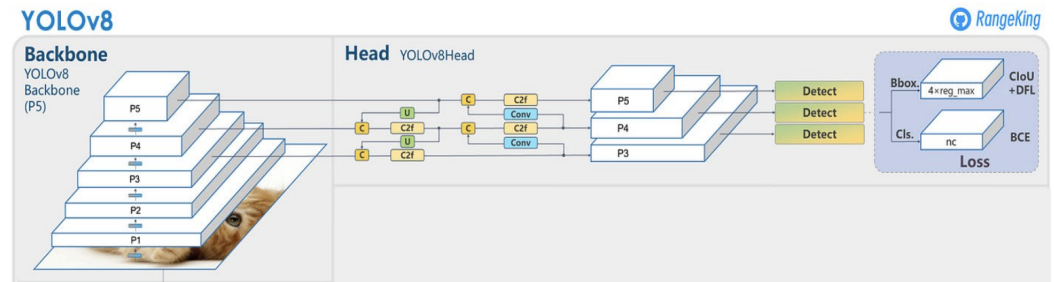 YOLOv8
RangeKing
Backbone
YOLOv8
Backbone
(P5)
P5
P4
P3
P2
P1
Head YOLOv8Head
C C2f
U Conv
C C2f C C2f
U Conv
C C2f
P5
P4
P3
Detect
Detect
Detect
Bbox.
4×reg_max
CIoU
+DFL
Cls.
nc
BCE
Loss